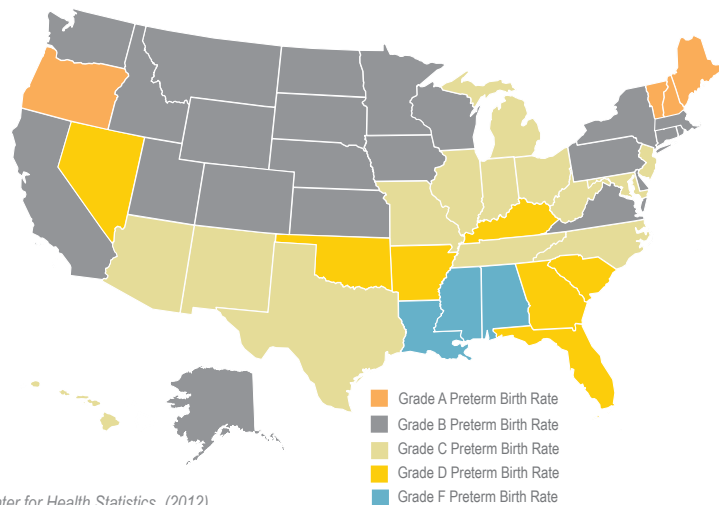 Grade A Preterm Birth Rate
Grade B Preterm Birth Rate
Grade C Preterm Birth Rate
Grade D Preterm Birth Rate
Grade F Preterm Birth Rate
for Health Statistics. (2012)